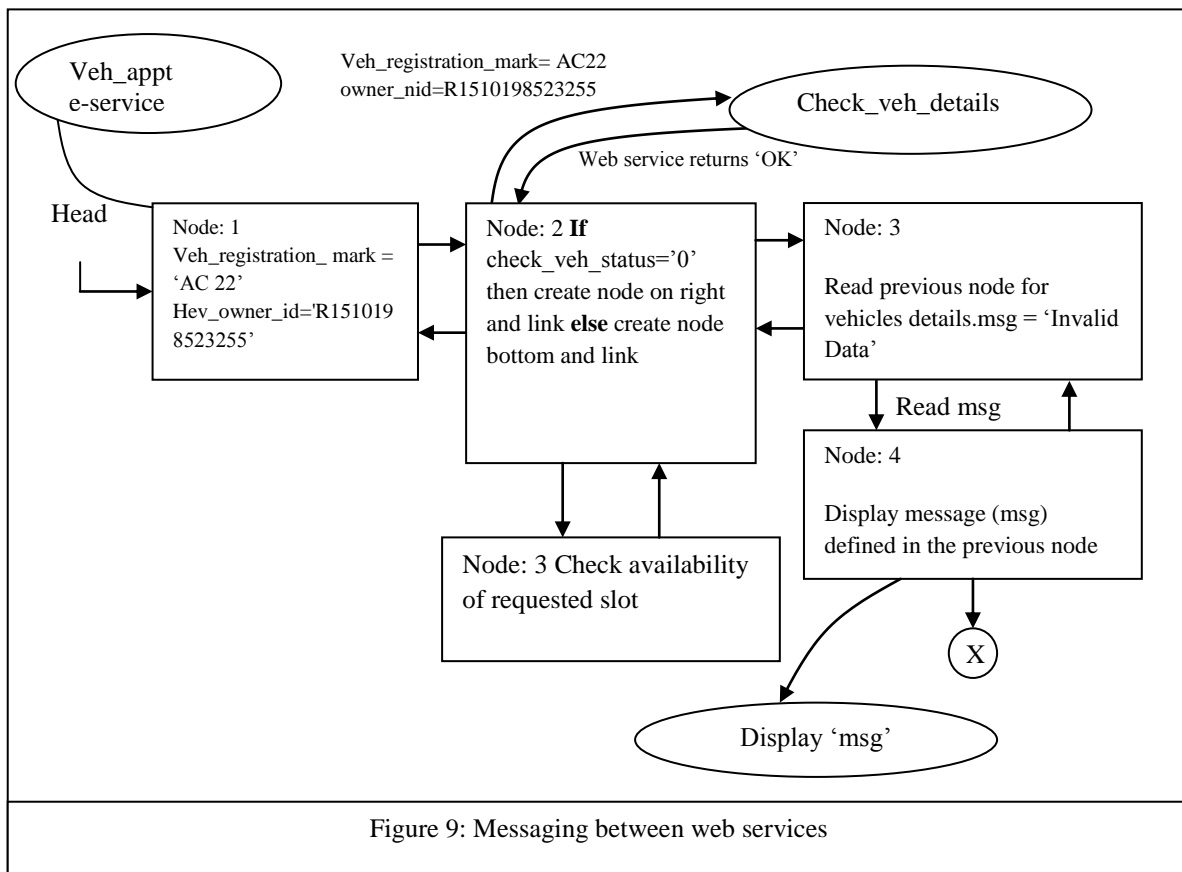 Veh_appt
e-service
Veh_registration_mark= AC22
owner_nid=R1510198523255
Check_veh_details
Web service returns ‘OK’
Head
Node: 1
Veh_registration_ mark =
‘AC 22’
Hev_owner_id='R151019
8523255’
Node: 2 If
check_veh_status=’0’
then create node on right
and link else create node
bottom and link
Node: 3
Read previous node for
vehicles details.msg = ‘Invalid
Data’
Read msg
Node: 4
Display message (msg)
defined in the previous node
Node: 3 Check availability
of requested slot
X
Display ‘msg’
Figure 9: Messaging between web services